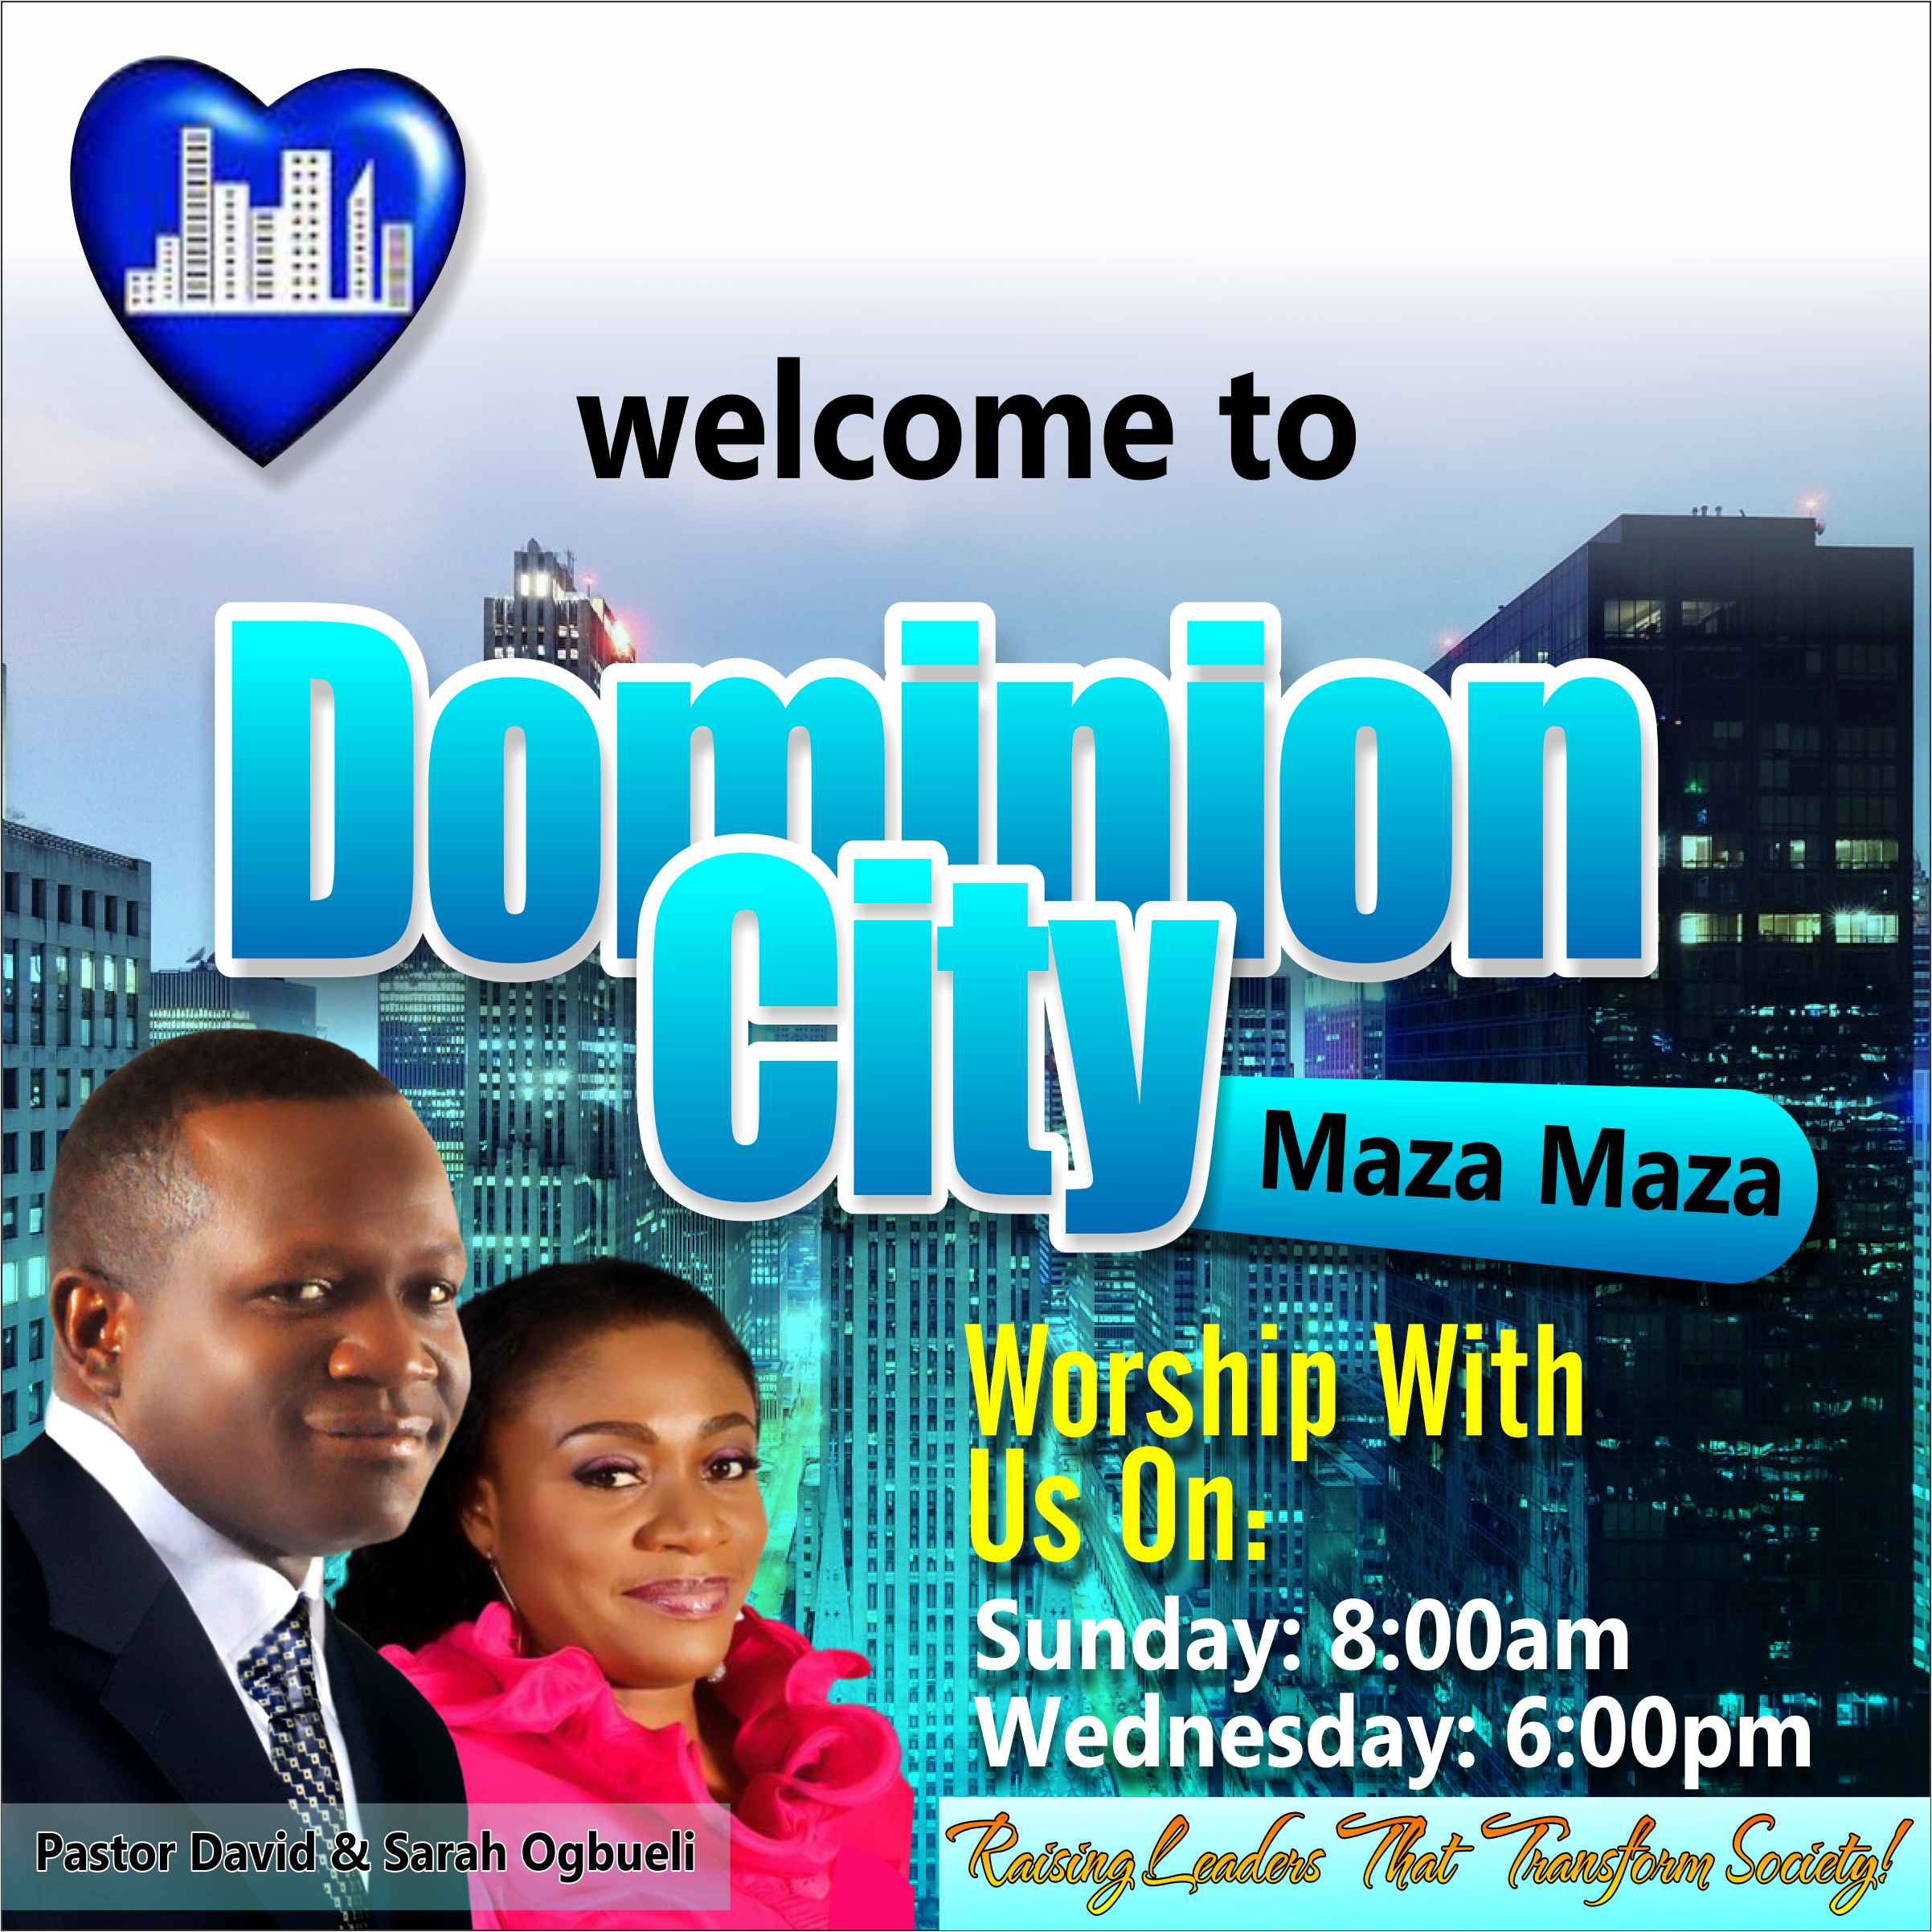 welcome to
Dominion
City
Maza Maza
Worship With
Us On:
Sunday: 8:00am
Wednesday: 6:00pm
Pastor David & Sarah Ogbueli
Raising Leaders That Transform Society!